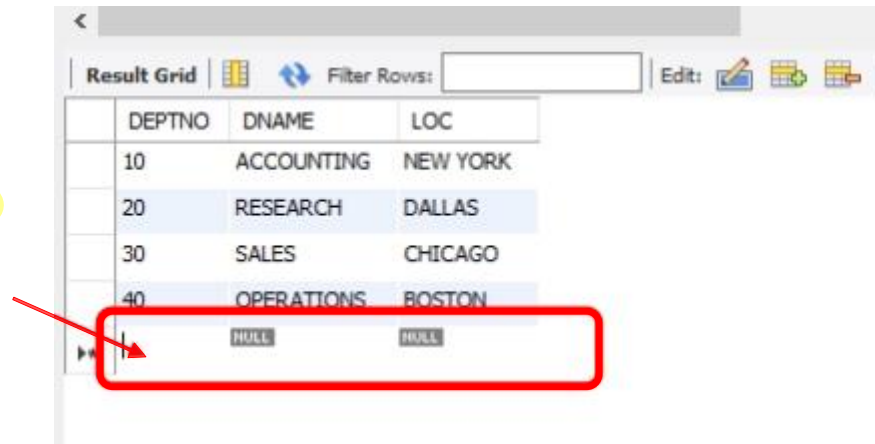 Result Grid Filter Rows: Edit:
DEPTNO DNAME LOC
10 ACCOUNTING NEW YORK
20 RESEARCH DALLAS
30 SALES CHICAGO
40 OPERATIONS BOSTON
NULL NULL